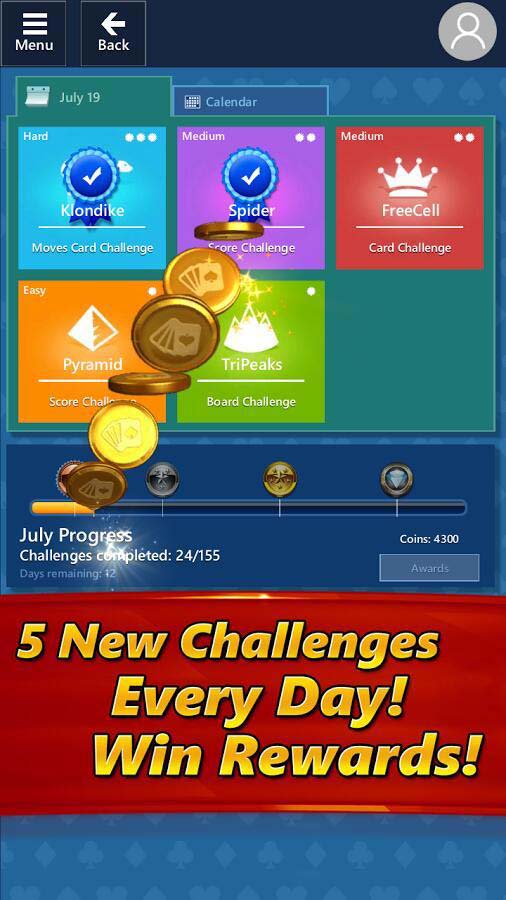 Menu
Back
July 19
Calendar
Hard
Klondike
Moves Card Challenge
Medium
Spider
Score Challenge
Medium
FreeCell
Card Challenge
Easy
Pyramid
Score Challenge
TriPeaks
Board Challenge
July Progress
Challenges completed: 24/155
Days remaining: 12
Coins: 4300
Awards
5 New Challenges
Every Day!
Win Rewards!